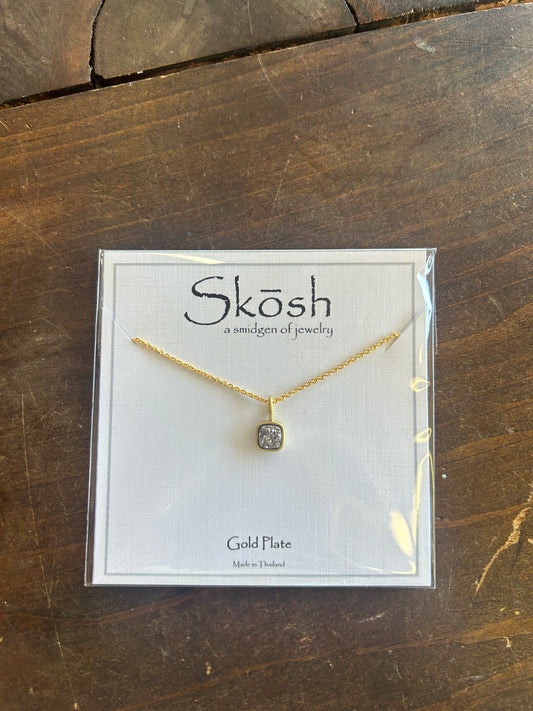 Skōsh
a smidgen of jewelry
Gold Plate
Made in Thailand